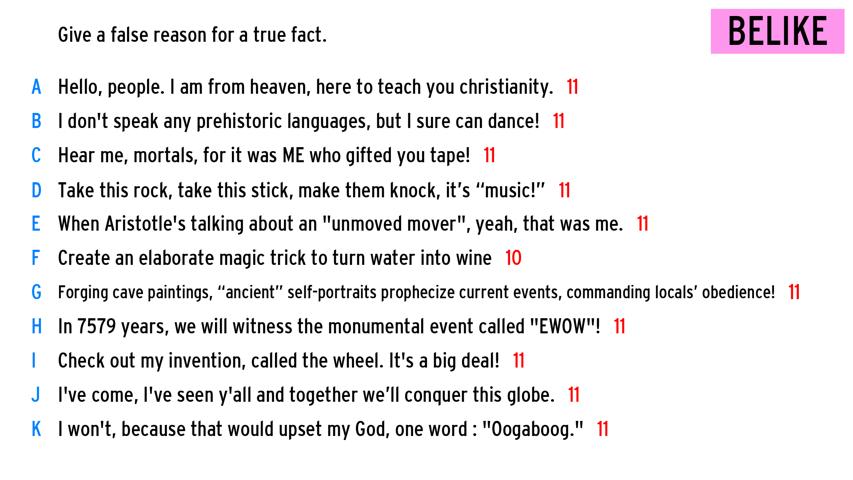 Give a false reason for a true fact.
BELIKE
A Hello, people. I am from heaven, here to teach you christianity. 11
B I don't speak any prehistoric languages, but I sure can dance! 11
C Hear me, mortals, for it was ME who gifted you tape! 11
D Take this rock, take this stick, make them knock, it’s “music!” 11
E When Aristotle's talking about an "unmoved mover", yeah, that was me. 11
F Create an elaborate magic trick to turn water into wine 10
G Forging cave paintings, “ancient” self-portraits prophecize current events, commanding locals’ obedience! 11
H In 7579 years, we will witness the monumental event called "EWOW"! 11
I Check out my invention, called the wheel. It's a big deal! 11
J I've come, I've seen y'all and together we’ll conquer this globe. 11
K I won't, because that would upset my God, one word : "Oogaboog." 11